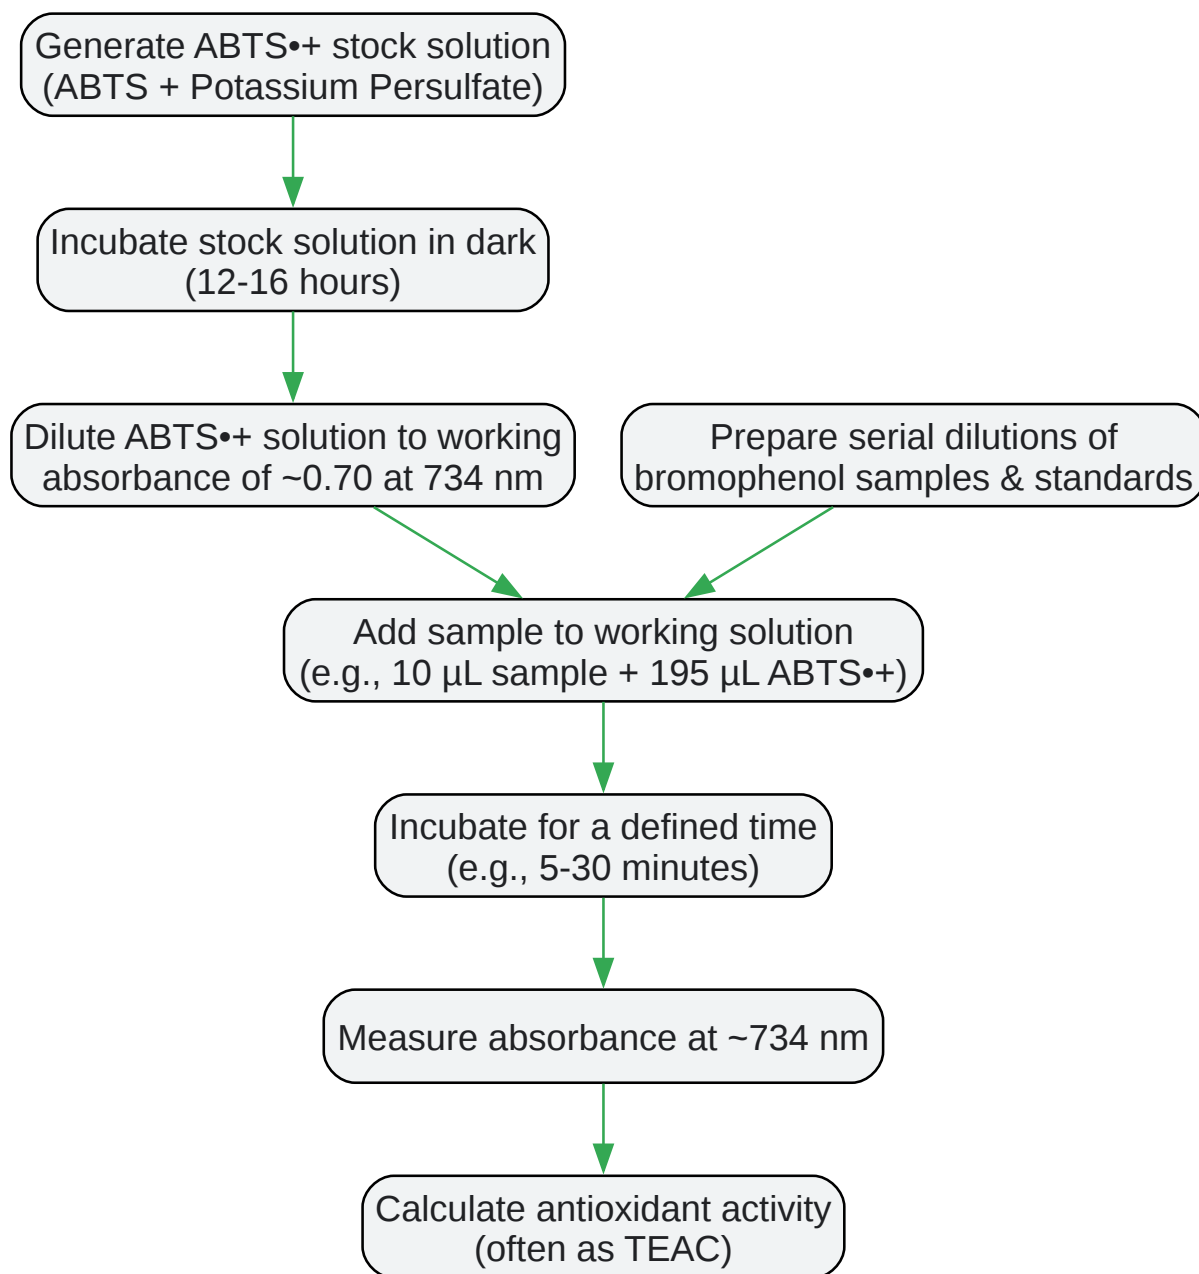 Generate ABTS•+ stock solution
(ABTS + Potassium Persulfate)
Incubate stock solution in dark
(12-16 hours)
Dilute ABTS•+ solution to working
absorbance of ~0.70 at 734 nm
Prepare serial dilutions of
bromophenol samples & standards
Add sample to working solution
(e.g., 10 µL sample + 195 µL ABTS•+)
Incubate for a defined time
(e.g., 5-30 minutes)
Measure absorbance at ~734 nm
Calculate antioxidant activity
(often as TEAC)